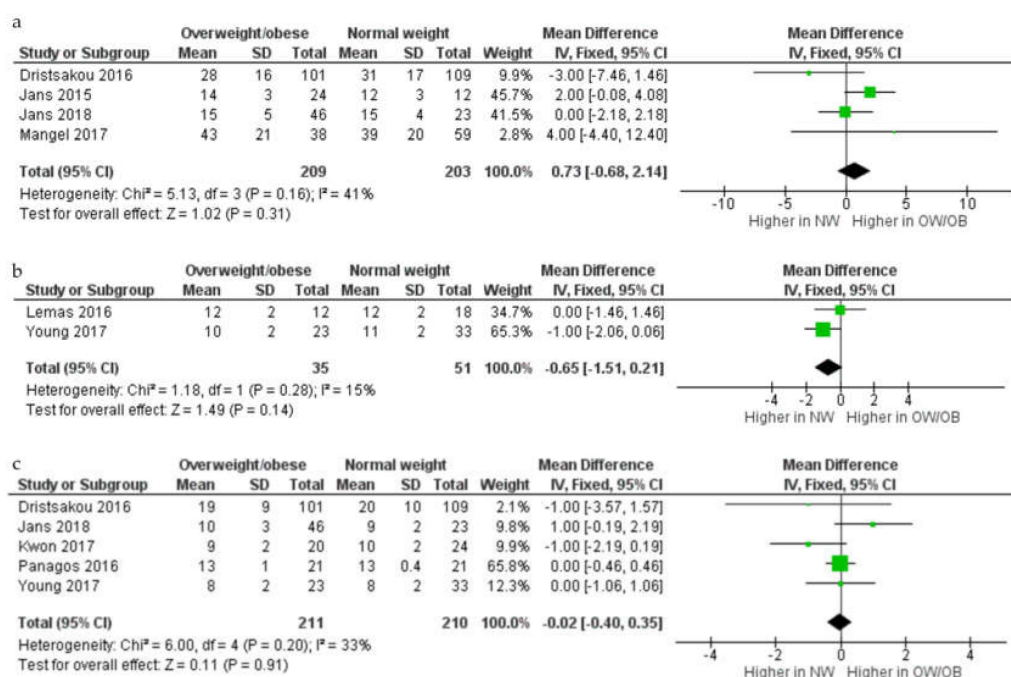 a
Overweight/obese Normal weight Mean Difference Mean Difference
Study or Subgroup Mean SD Total Mean SD Total Weight IV, Fixed, 95% CI IV, Fixed, 95% CI
Dristsakou 2016 28 16 101 31 17 109 9.9% -3.00 [-7.46, 1.46]
Jans 2015 14 3 24 12 3 12 45.7% 2.00 [-0.08, 4.08]
Jans 2018 15 5 46 15 4 23 41.5% 0.00 [-2.18, 2.18]
Mangel 2017 43 21 38 39 20 59 2.8% 4.00 [-4.40, 12.40]
Total (95% CI) 209 203 100.0% 0.73 [-0.68, 2.14]
Heterogeneity: Chi² = 5.13, df = 3 (P = 0.16); I² = 41%
Test for overall effect: Z = 1.02 (P = 0.31)
-10 -5 0 5 10
Higher in NW Higher in OW/OB
b
Overweight/obese Normal weight Mean Difference Mean Difference
Study or Subgroup Mean SD Total Mean SD Total Weight IV, Fixed, 95% CI IV, Fixed, 95% CI
Lemas 2016 12 2 12 12 2 18 34.7% 0.00 [-1.46, 1.46]
Young 2017 10 2 23 11 2 33 65.3% -1.00 [-2.06, 0.06]
Total (95% CI) 35 51 100.0% -0.65 [-1.51, 0.21]
Heterogeneity: Chi² = 1.18, df = 1 (P = 0.28); I² = 15%
Test for overall effect: Z = 1.49 (P = 0.14)
-4 -2 0 2 4
Higher in NW Higher in OW/OB
c
Overweight/obese Normal weight Mean Difference Mean Difference
Study or Subgroup Mean SD Total Mean SD Total Weight IV, Fixed, 95% CI IV, Fixed, 95% CI
Dristsakou 2016 19 9 101 20 10 109 2.1% -1.00 [-3.57, 1.57]
Jans 2018 10 3 46 9 2 23 9.8% 1.00 [-0.19, 2.19]
Kwon 2017 9 2 20 10 2 24 9.9% -1.00 [-2.19, 0.19]
Panagos 2016 13 1 21 13 0.4 21 65.8% 0.00 [-0.46, 0.46]
Young 2017 8 2 23 8 2 33 12.3% 0.00 [-1.06, 1.06]
Total (95% CI) 211 210 100.0% -0.02 [-0.40, 0.35]
Heterogeneity: Chi² = 6.00, df = 4 (P = 0.20); I² = 33%
Test for overall effect: Z = 0.11 (P = 0.91)
-4 -2 0 2 4
Higher in NW Higher in OW/OB